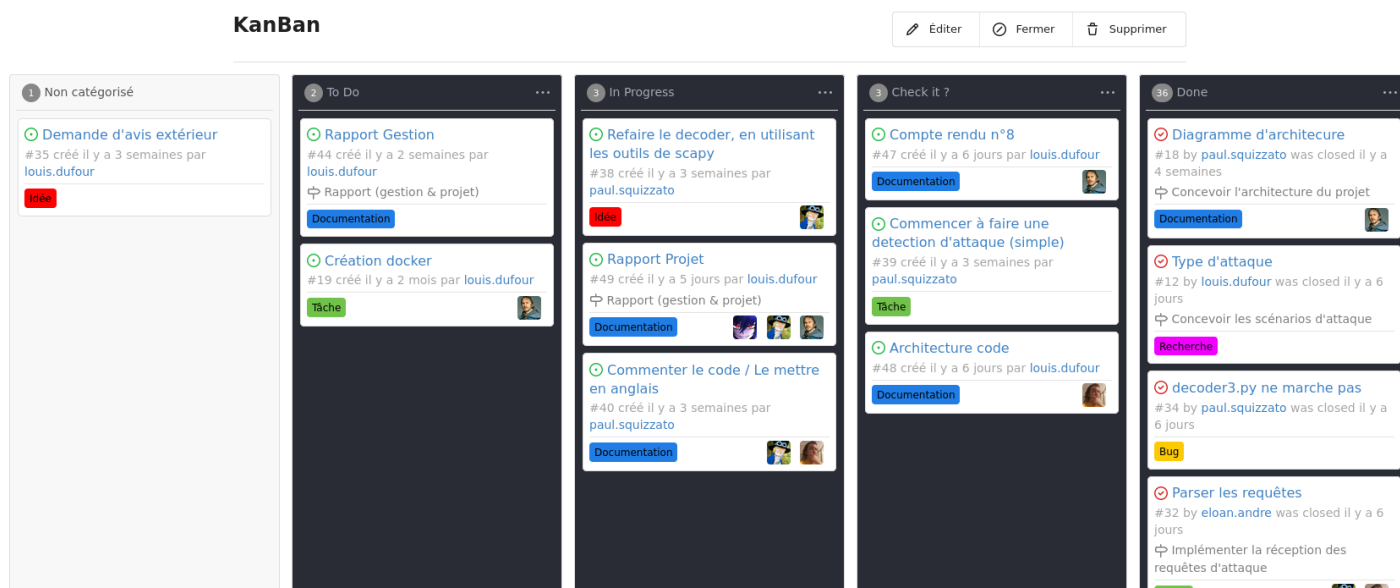 KanBan
Éditer
Fermer
Supprimer
1 Non catégorisé
Demande d'avis extérieur
#35 créé il y a 3 semaines par
louis.dufour
Idée
2 To Do
Rapport Gestion
#44 créé il y a 2 semaines par
louis.dufour
Rapport (gestion & projet)
Documentation
Création docker
#19 créé il y a 2 mois par louis.dufour
Tâche
3 In Progress
Refaire le decoder, en utilisant
les outils de scapy
#38 créé il y a 3 semaines par
paul.squizzato
Idée
Rapport Projet
#49 créé il y a 5 jours par louis.dufour
Rapport (gestion & projet)
Documentation
Commenter le code / Le mettre
en anglais
#40 créé il y a 3 semaines par
paul.squizzato
Documentation
3 Check it ?
Compte rendu n°8
#47 créé il y a 6 jours par louis.dufour
Documentation
Commencer à faire une
detection d'attaque (simple)
#39 créé il y a 3 semaines par
paul.squizzato
Tâche
Architecture code
#48 créé il y a 6 jours par louis.dufour
Documentation
36 Done
Diagramme d'architecure
#18 by paul.squizzato was closed il y a
4 semaines
Concevoir l'architecture du projet
Documentation
Type d'attaque
#12 by louis.dufour was closed il y a 6
jours
Concevoir les scénarios d'attaque
Recherche
decoder3.py ne marche pas
#34 by paul.squizzato was closed il y a
6 jours
Bug
Parser les requêtes
#32 by eloan.andre was closed il y a 6
jours
Implémenter la réception des
requêtes d'attaque